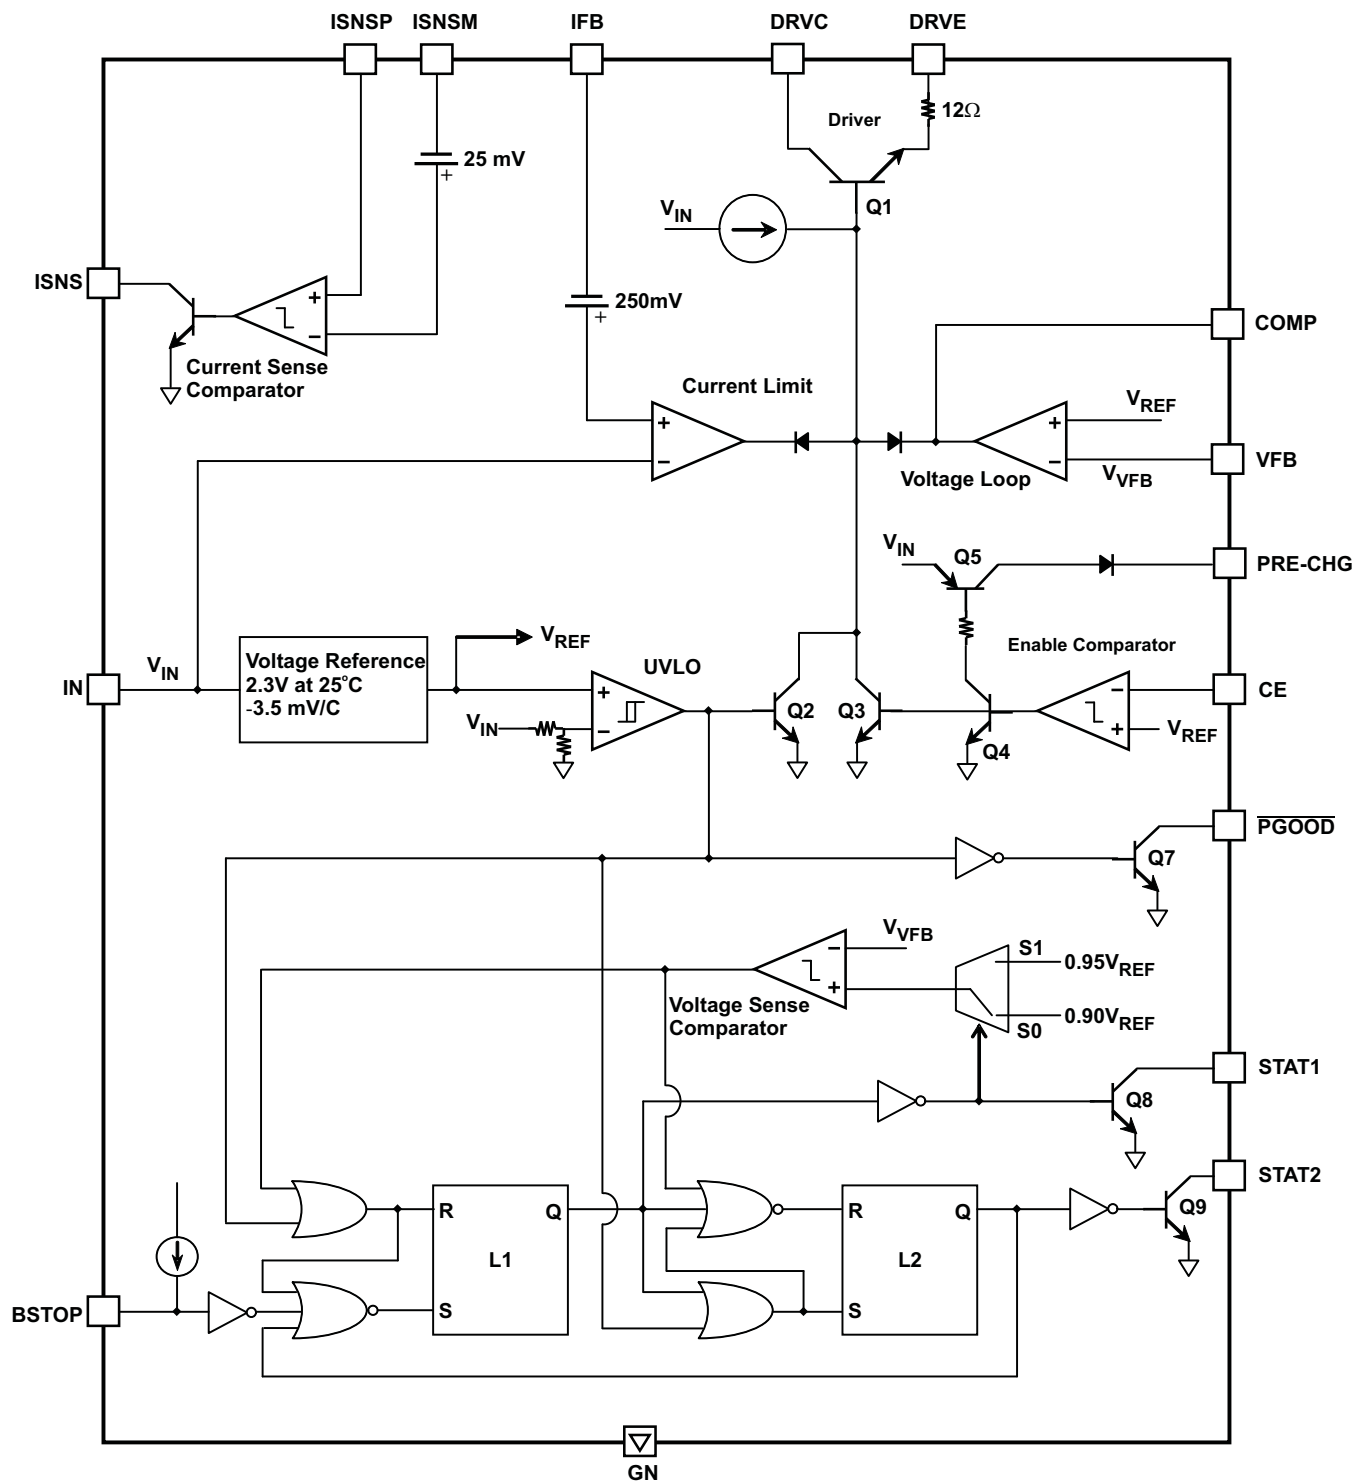 ISNSP ISNSM IFB DRVC DRVE
12Ω
Driver
25 mV
+
Q1
VIN
ISNS
+
−
250mV
+
COMP
Current Sense
Comparator
Current Limit
VREF
+
−
+
−
VFB
VVFB
Voltage Loop
VIN
Q5
PRE-CHG
VREF
Enable Comparator
VIN
IN
Voltage Reference
2.3V at 25°C
-3.5 mV/C
UVLO
+
−
VIN
Q2
Q3
Q4
−
+
CE
VREF
PGOOD
Q7
VVFB
−
+
S1
0.95VREF
Voltage Sense
Comparator
0.90VREF
S0
STAT1
Q8
STAT2
Q9
R
Q
L1
S
R
Q
L2
S
BSTOP
GN